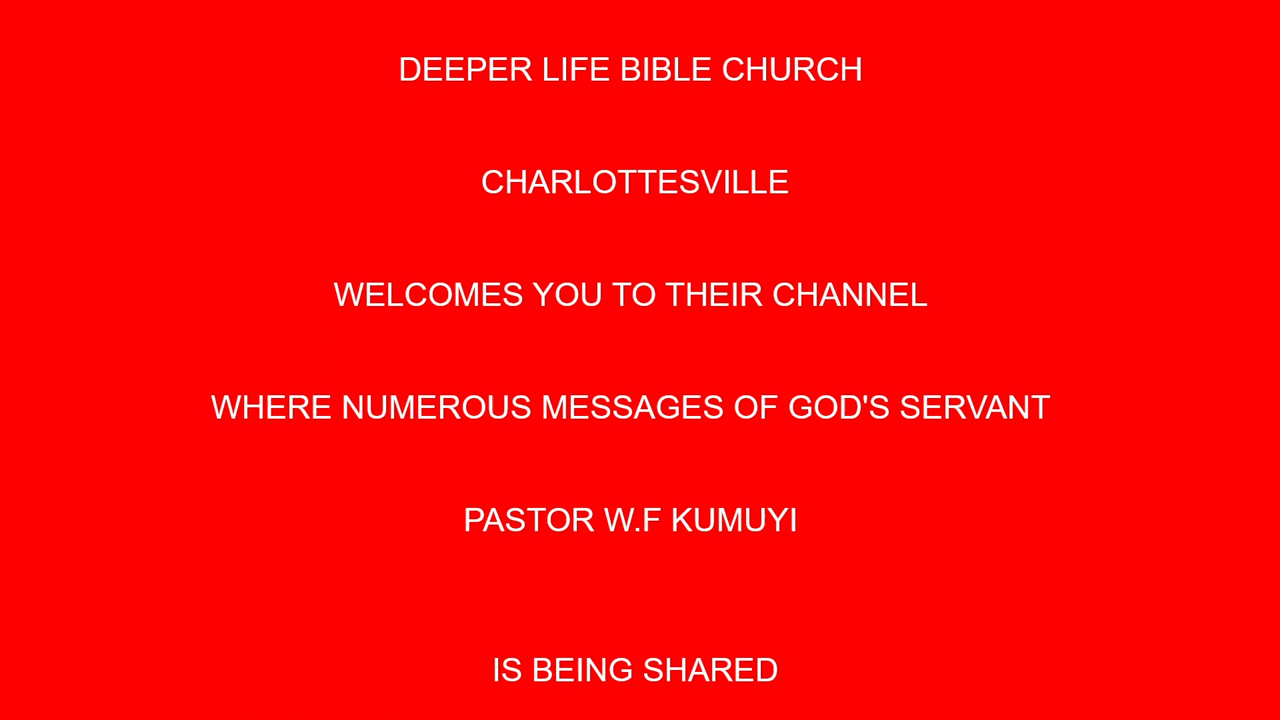 DEEPER LIFE BIBLE CHURCH
CHARLOTTESVILLE
WELCOMES YOU TO THEIR CHANNEL
WHERE NUMEROUS MESSAGES OF GOD'S SERVANT
PASTOR W.F KUMUYI
IS BEING SHARED